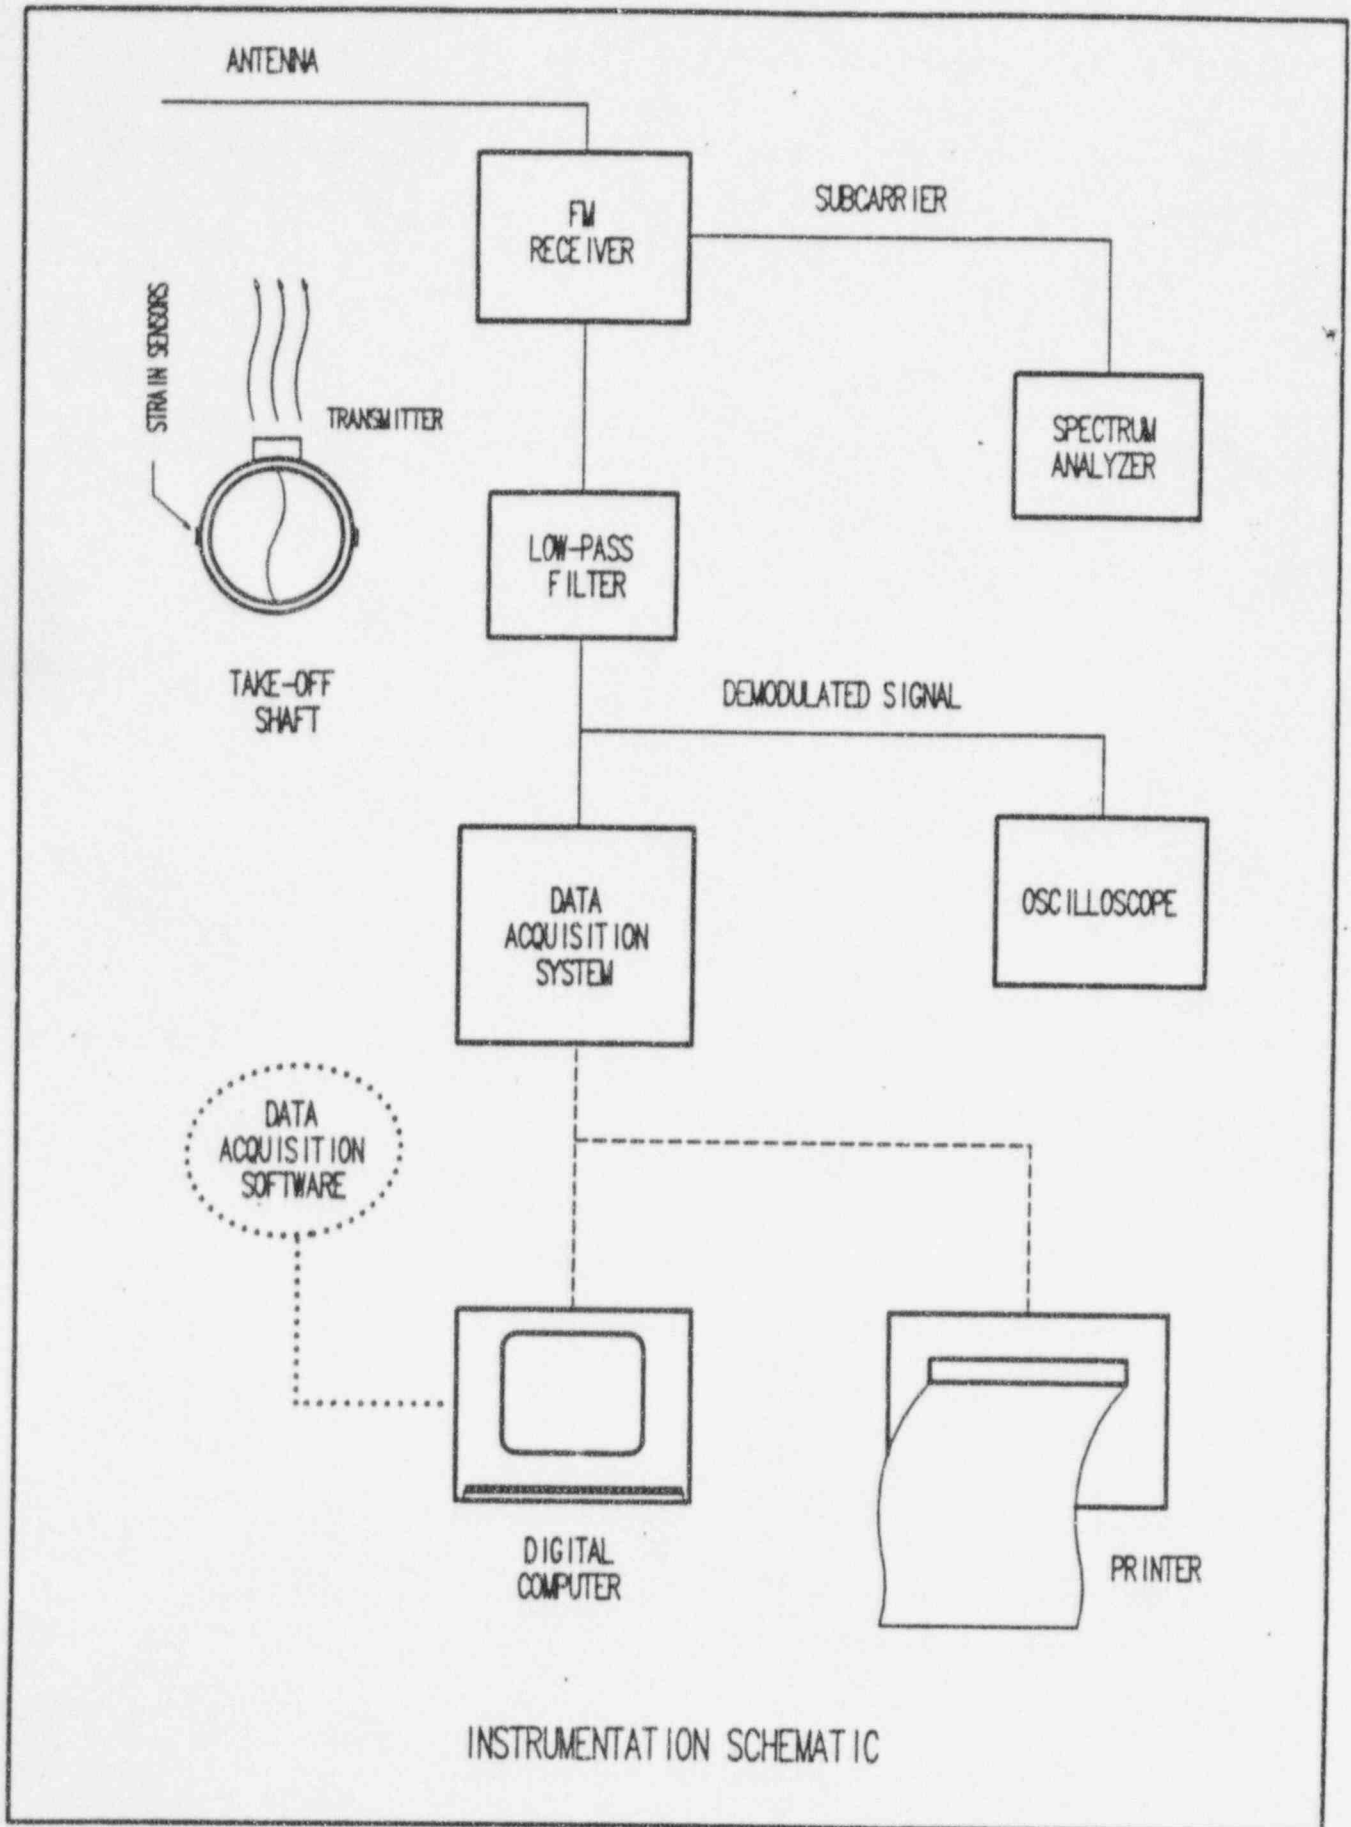 ANTENNA
FM
RECEIVER
SUBCARRIER
STRAIN SENSORS
TRANSMITTER
SPECTRUM
ANALYZER
LOW-PASS
FILTER
TAKE-OFF
SHAFT
DEMODULATED SIGNAL
DATA
ACQUISITION
SYSTEM
OSCILLOSCOPE
DATA
ACQUISITION
SOFTWARE
DIGITAL
COMPUTER
PRINTER
INSTRUMENTATION SCHEMATIC